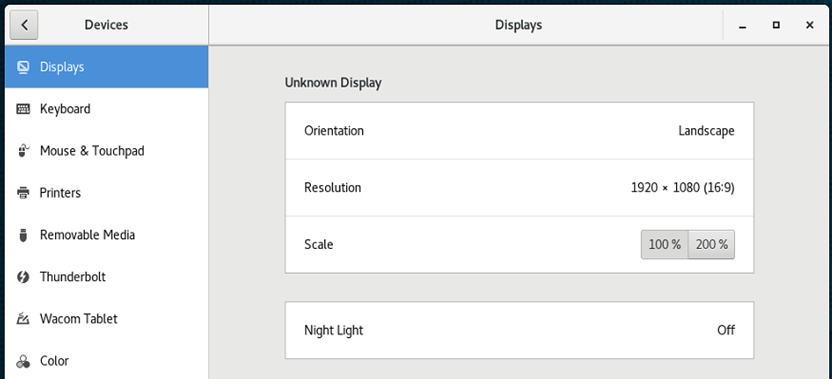 Devices
Displays
Displays
Keyboard
Mouse & Touchpad
Printers
Removable Media
Thunderbolt
Wacom Tablet
Color
Unknown Display
Orientation Landscape
Resolution 1920 × 1080 (16:9)
Scale 100 % 200 %
Night Light Off